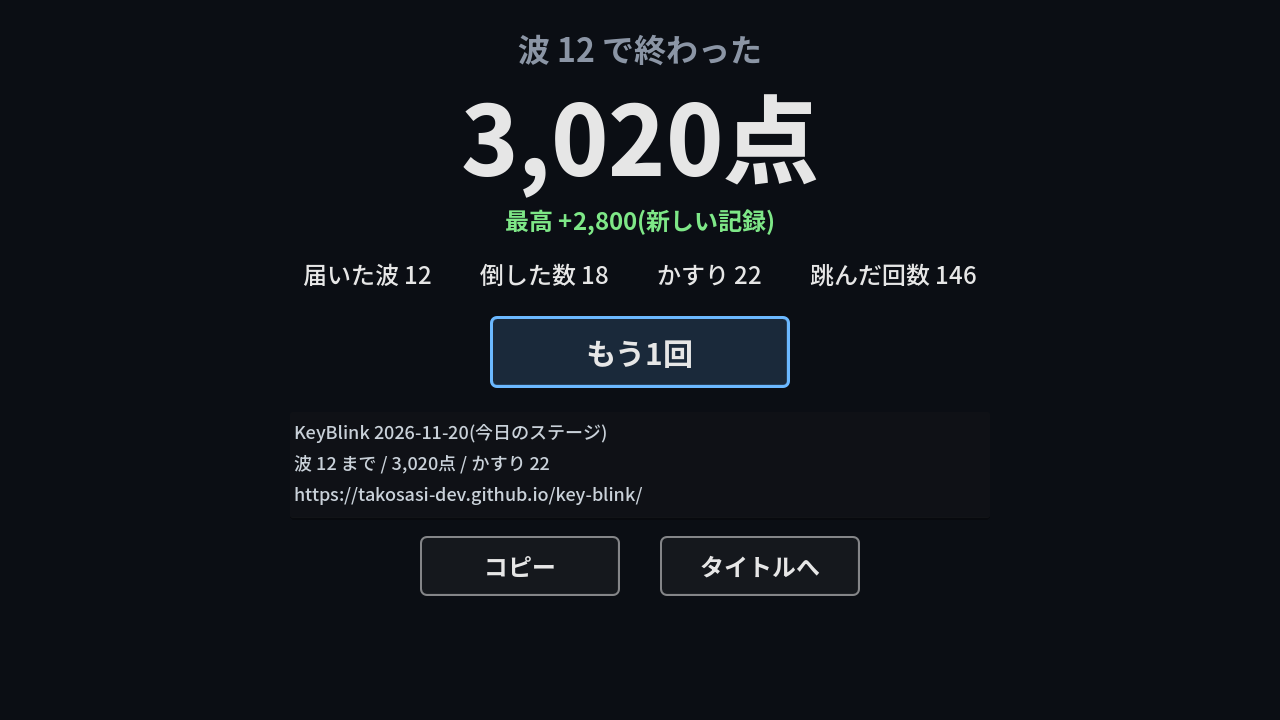 波 12 で終わった
3,020点
最高 +2,800(新しい記録)
届いた波 12 倒した数 18 かすり 22 跳んだ回数 146
もう1回
KeyBlink 2026-11-20(今日のステージ)
波 12 まで / 3,020点 / かすり 22
https://takosasi-dev.github.io/key-blink/
コピー タイトルへ